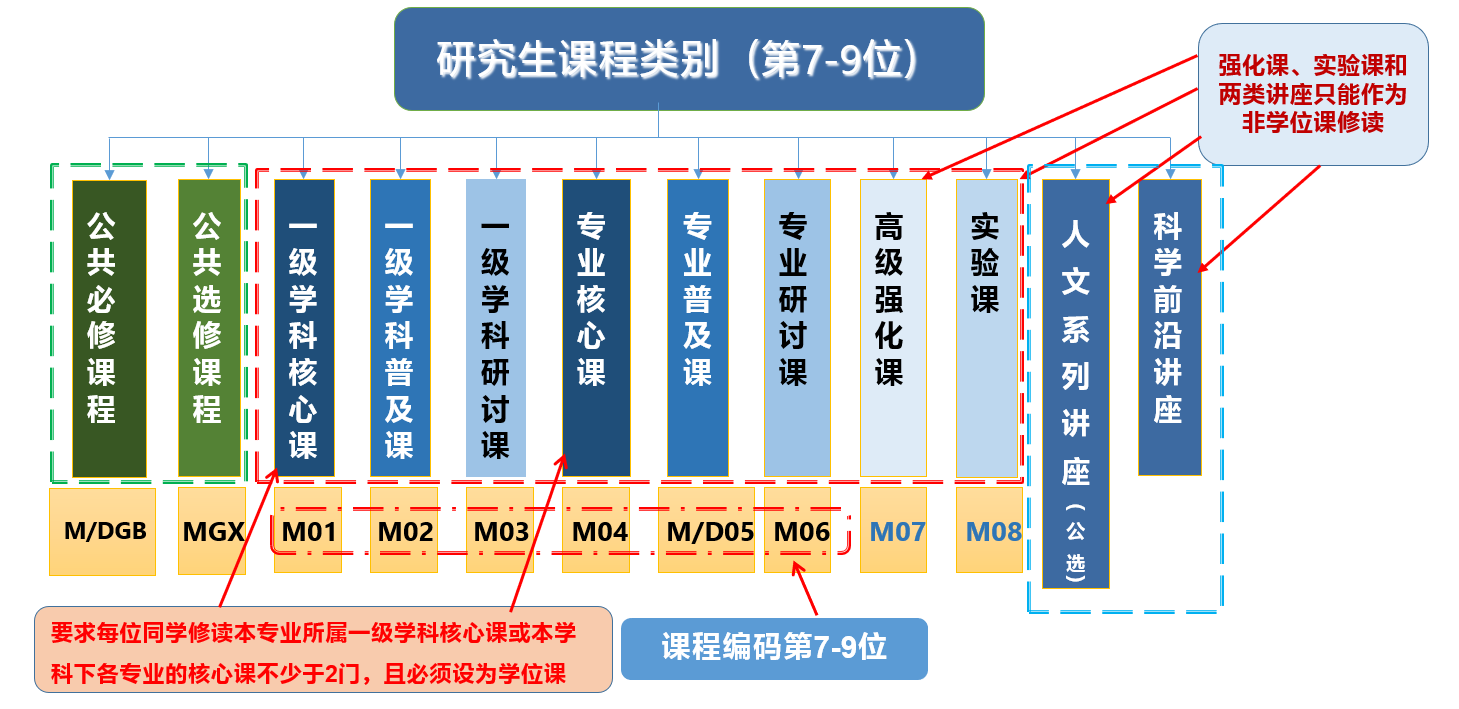 研究生课程类别（第7-9位）
强化课、实验课和
两类讲座只能作为
非学位课修读
公共必修课程
公共选修课程
一级学科核心课
一级学科普及课
一级学科研讨课
专业核心课
专业普及课
专业研讨课
高级强化课
实验课
人文系列讲座(公选)
科学前沿讲座
M/DGB
MGX
M01
M02
M03
M04
M/D05
M06
M07
M08
要求每位同学修读本专业所属一级学科核心课或本学
科下各专业的核心课不少于2门，且必须设为学位课
课程编码第7-9位